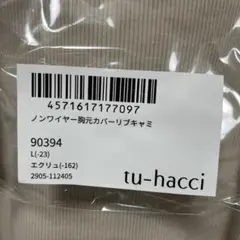 4571617177097
ノンワイヤー胸元カバーリブキャミ
90394
L(-23)
エクリュ(-162)
2905-112405
tu-hacci